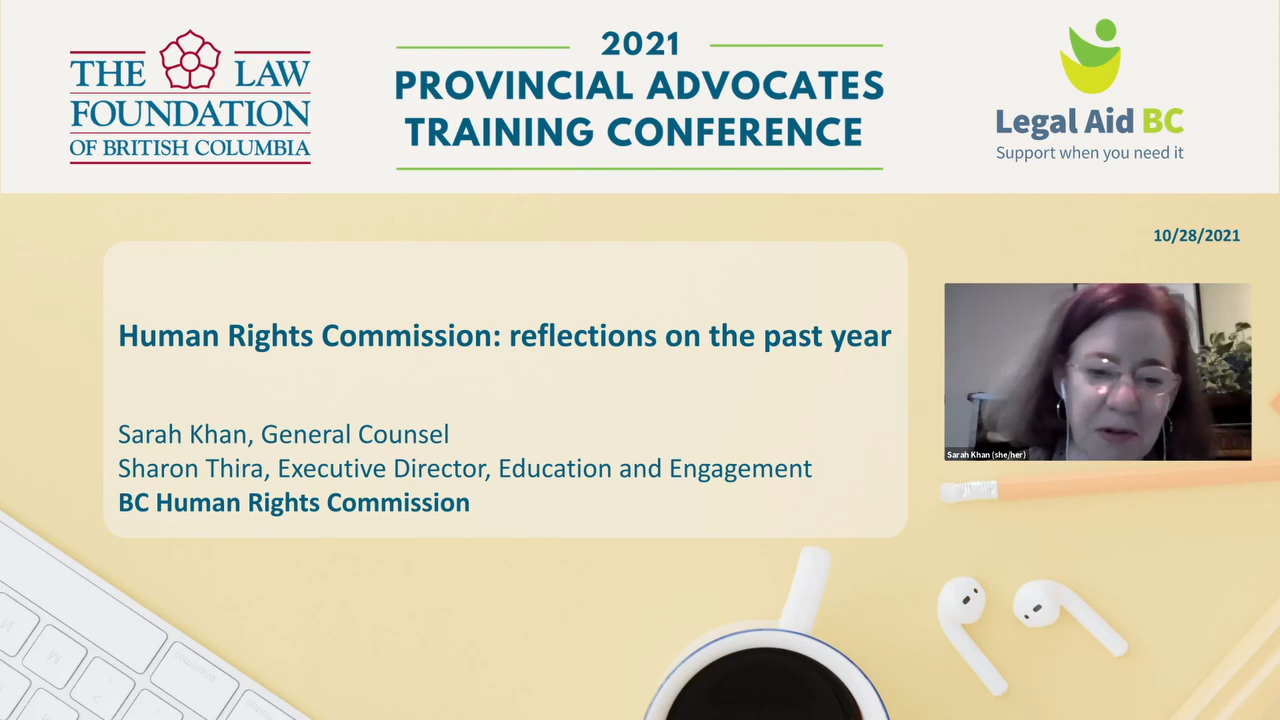 THE LAW
FOUNDATION
OF BRITISH COLUMBIA
2021
PROVINCIAL ADVOCATES
TRAINING CONFERENCE
Legal Aid BC
Support when you need it
10/28/2021
Human Rights Commission: reflections on the past year
Sarah Khan, General Counsel
Sharon Thira, Executive Director, Education and Engagement
BC Human Rights Commission
Sarah Khan (she/her)